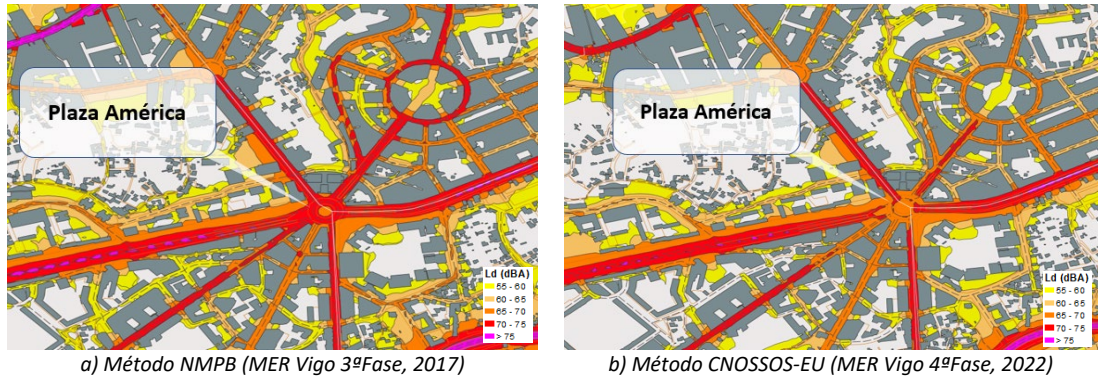 Plaza América
Ld (dBA)
55 - 60
60 - 65
65 - 70
70 - 75
> 75
a) Método NMPB (MER Vigo 3ªFase, 2017)
Plaza América
Ld (dBA)
55 - 60
60 - 65
65 - 70
70 - 75
> 75
b) Método CNOSSOS-EU (MER Vigo 4ªFase, 2022)